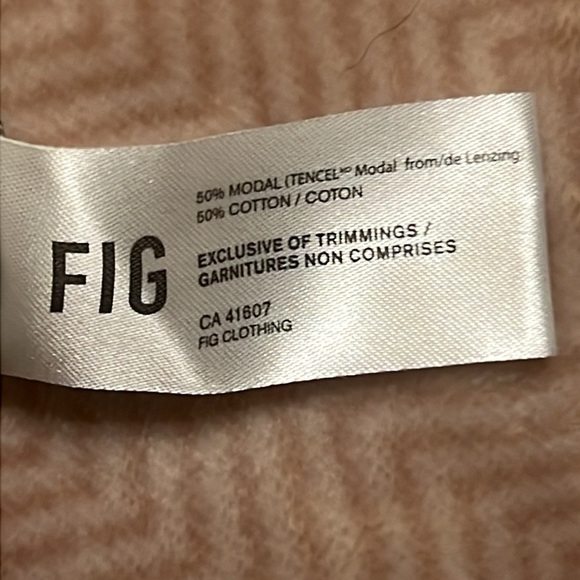 FIG
50% MODAL (TENCEL™ Modal from/de Lenzing
50% COTTON / COTON
EXCLUSIVE OF TRIMMINGS /
GARNITURES NON COMPRISES
CA 41607
FIG CLOTHING